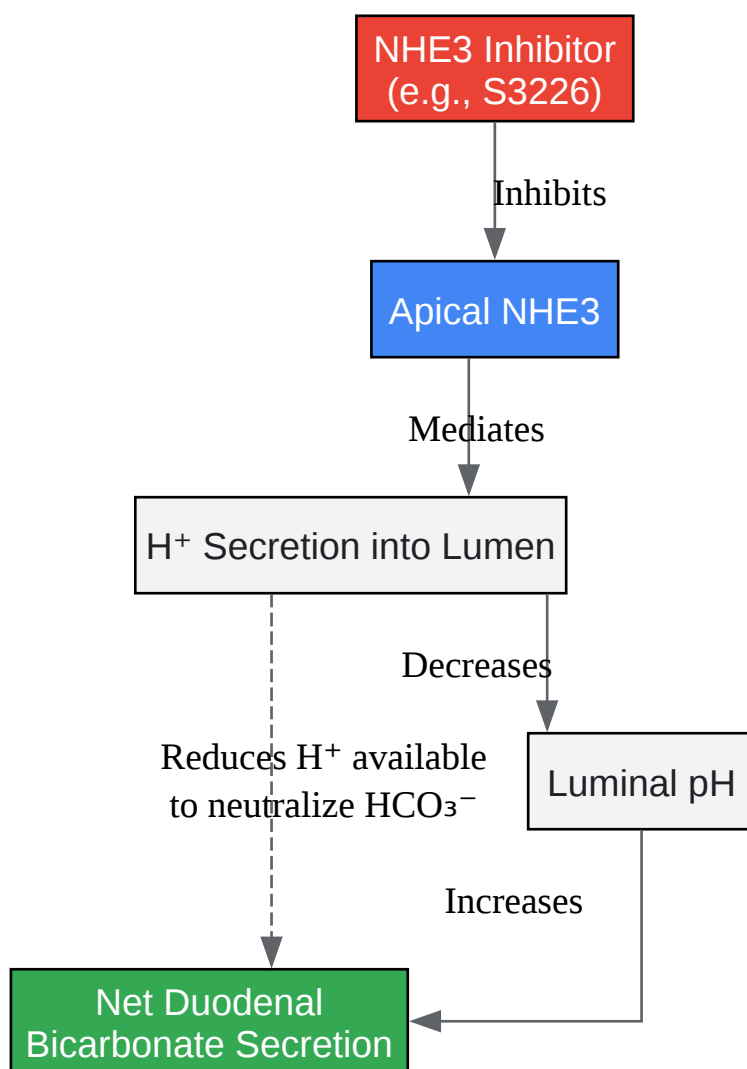 NHE3 Inhibitor
(e.g., S3226)
Inhibits
Apical NHE3
Mediates
H⁺ Secretion into Lumen
Decreases
Reduces H⁺ available
to neutralize HCO₃⁻
Luminal pH
Increases
Net Duodenal
Bicarbonate Secretion